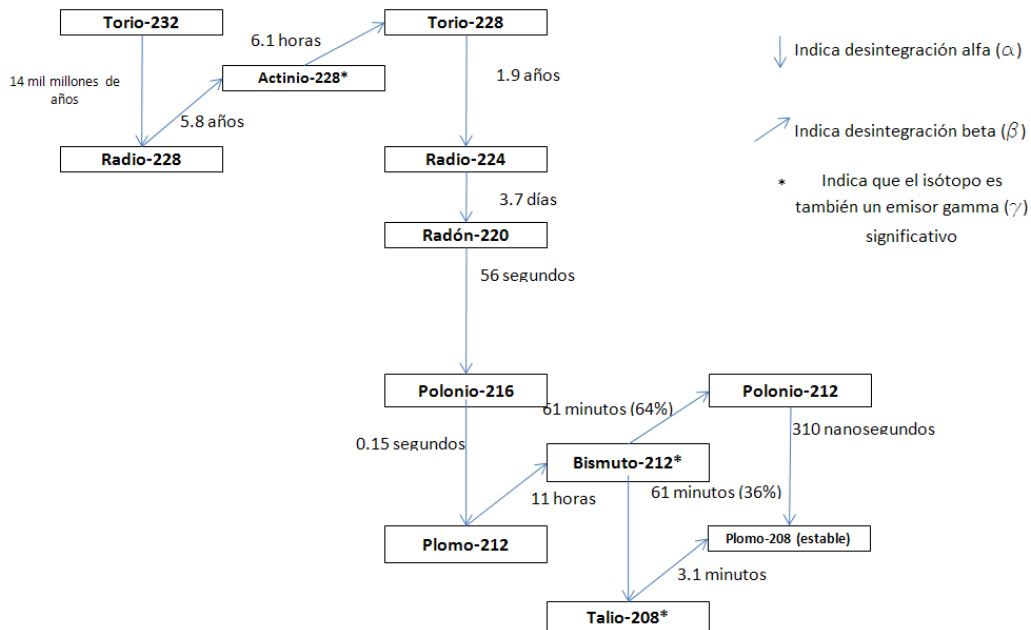 Torio-232
6.1 horas
Torio-228
Indica desintegración alfa (α)
14 mil millones de
años
Actinio-228*
1.9 años
5.8 años
Indica desintegración beta (β)
Radio-228
Radio-224
* Indica que el isótopo es
también un emisor gamma (γ)
significativo
3.7 días
Radón-220
56 segundos
Polonio-216
Polonio-212
61 minutos (64%)
0.15 segundos
310 nanosegundos
Bismuto-212*
61 minutos (36%)
11 horas
Plomo-212
Plomo-208 (estable)
3.1 minutos
Talio-208*